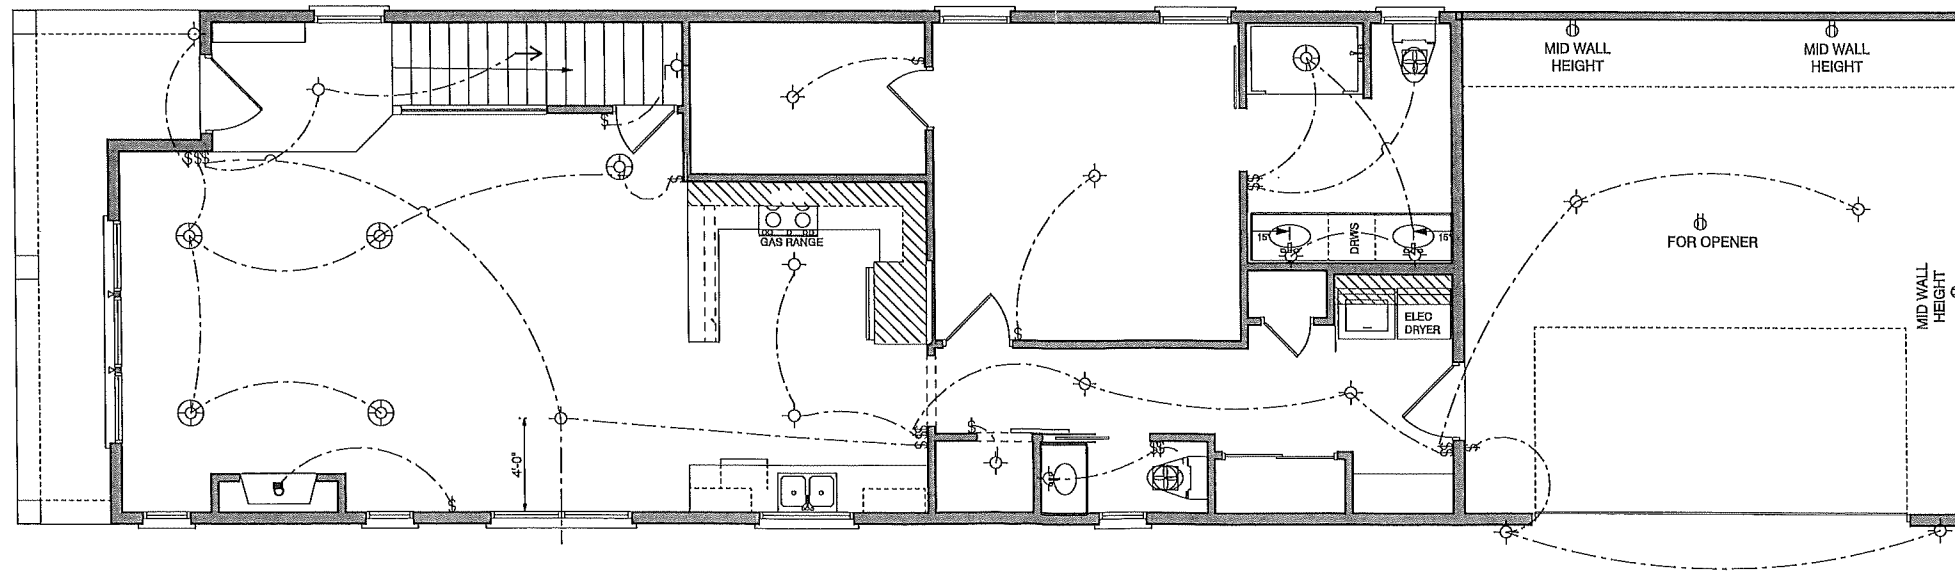 MID WALL
HEIGHT
MID WALL
HEIGHT
GAS RANGE
15"
DRWS
15"
FOR OPENER
MID WALL
HEIGHT
ELEC
DRYER
4'-0"